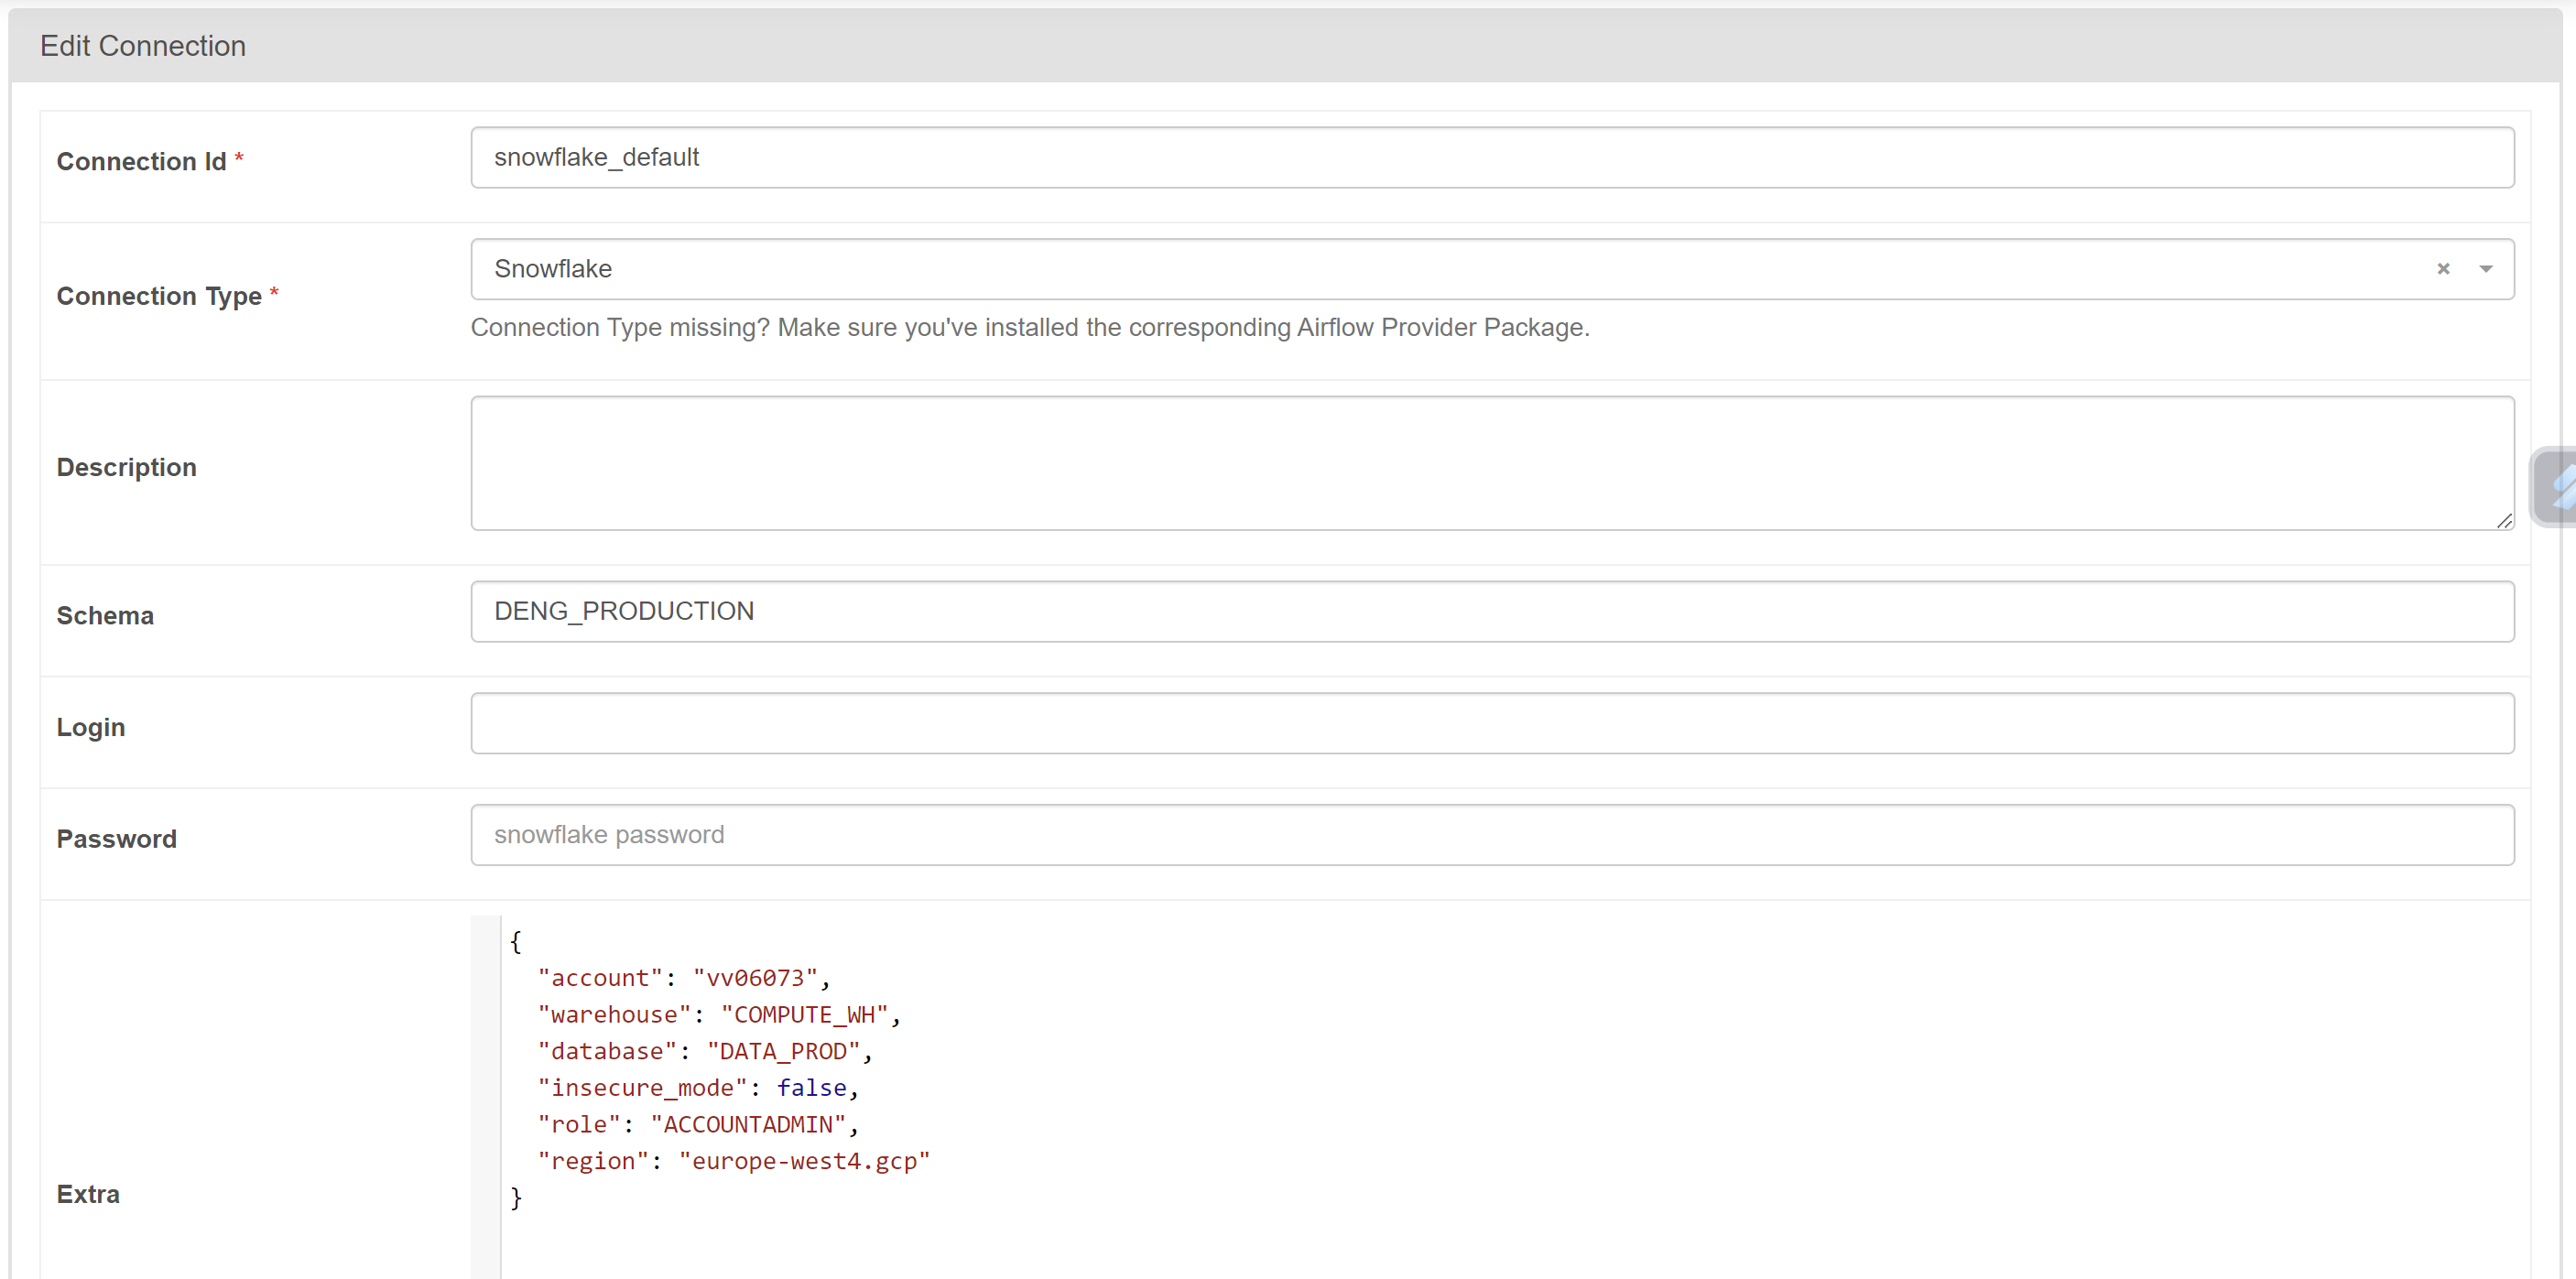 Edit Connection
Connection Id *
snowflake_default
Connection Type *
Snowflake
Connection Type missing? Make sure you've installed the corresponding Airflow Provider Package.
Description
Schema
DENG_PRODUCTION
Login
Password
snowflake password
Extra
{
"account": "vv06073",
"warehouse": "COMPUTE_WH",
"database": "DATA_PROD",
"insecure_mode": false,
"role": "ACCOUNTADMIN",
"region": "europe-west4.gcp"
}